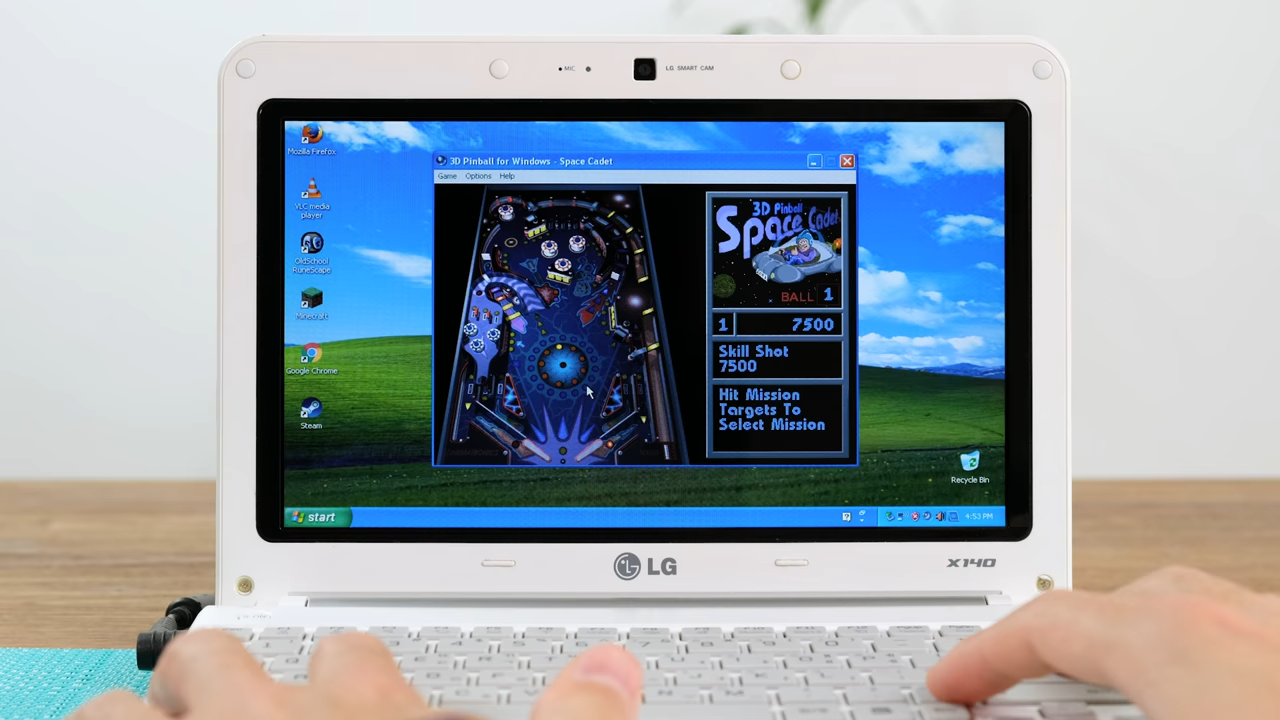 MIC
LG SMART CAM
Mozilla Firefox
VLC media
player
OldSchool
RuneScape
Minecraft
Google Chrome
Steam
3D Pinball for Windows - Space Cadet
Game Options Help
3D Pinball
Space Cadet
BALL 1
1 7500
Skill Shot
7500
Hit Mission
Targets To
Select Mission
Recycle Bin
start
4:53 PM
LG
X140